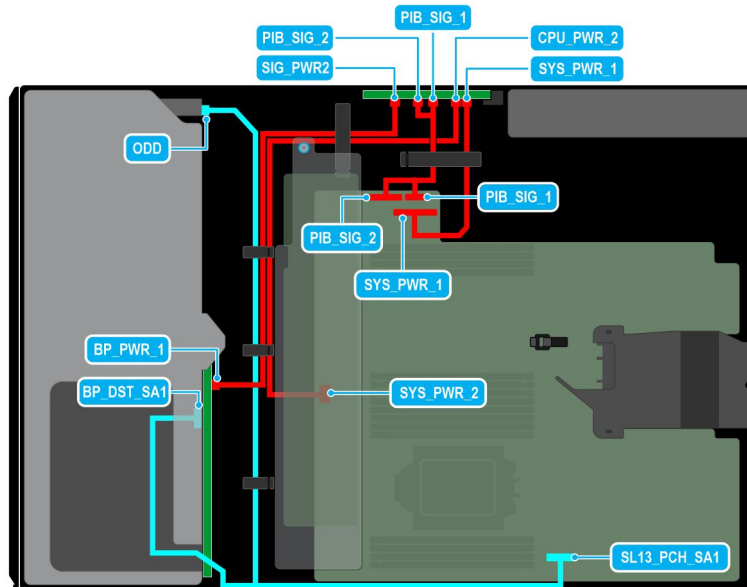 PIB_SIG_1
PIB_SIG_2
CPU_PWR_2
SIG_PWR2
SYS_PWR_1
ODD
PIB_SIG_1
PIB_SIG_2
SYS_PWR_1
BP_PWR_1
BP_DST_SA1
SYS_PWR_2
SL13_PCH_SA1